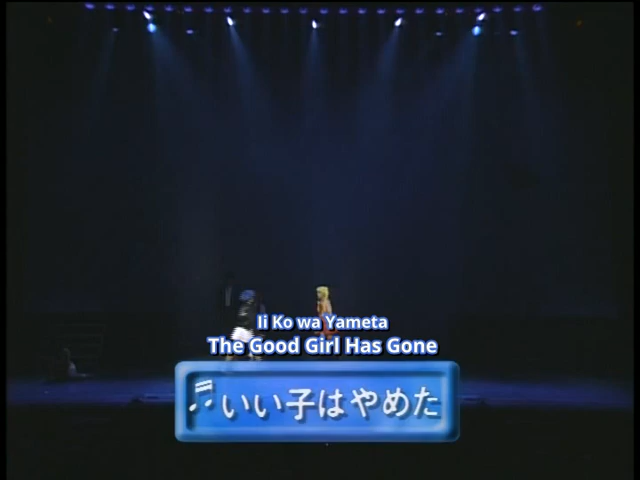 Ii Ko wa Yameta
The Good Girl Has Gone
♬いい子はやめた